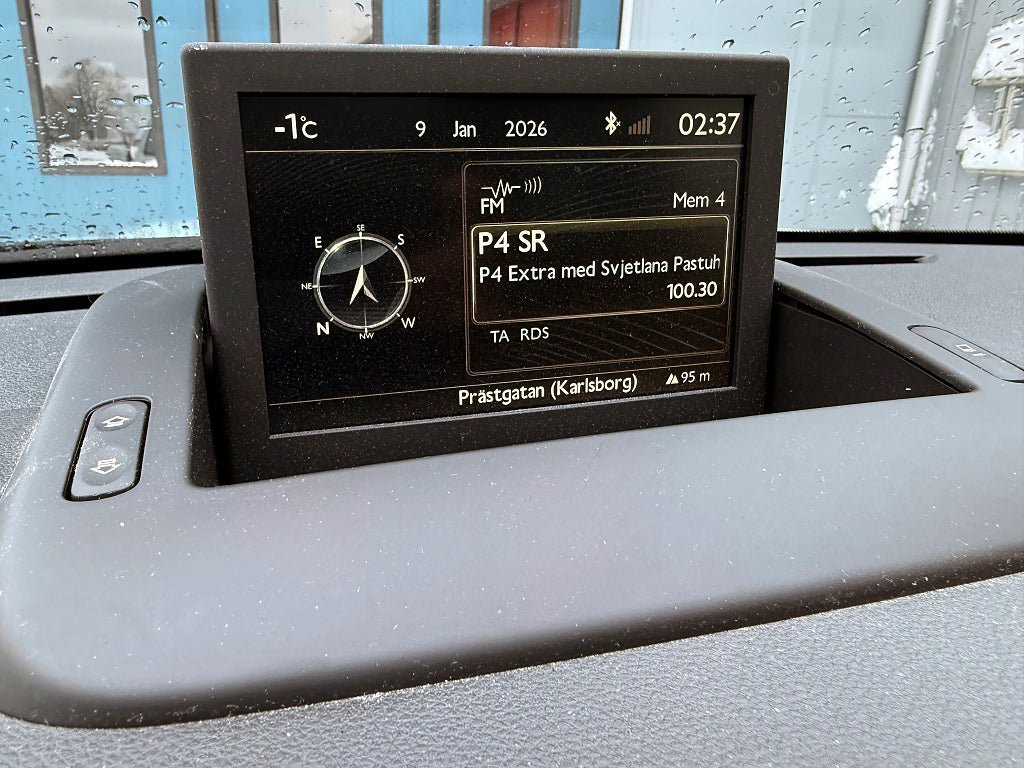 -1°C 9 Jan 2026 02:37
FM
Mem 4
P4 SR
P4 Extra med Svjetlana Pastuh
100.30
TA RDS
SE
E S
NE SW
N W
NW
Prästgatan (Karlsborg) 95 m